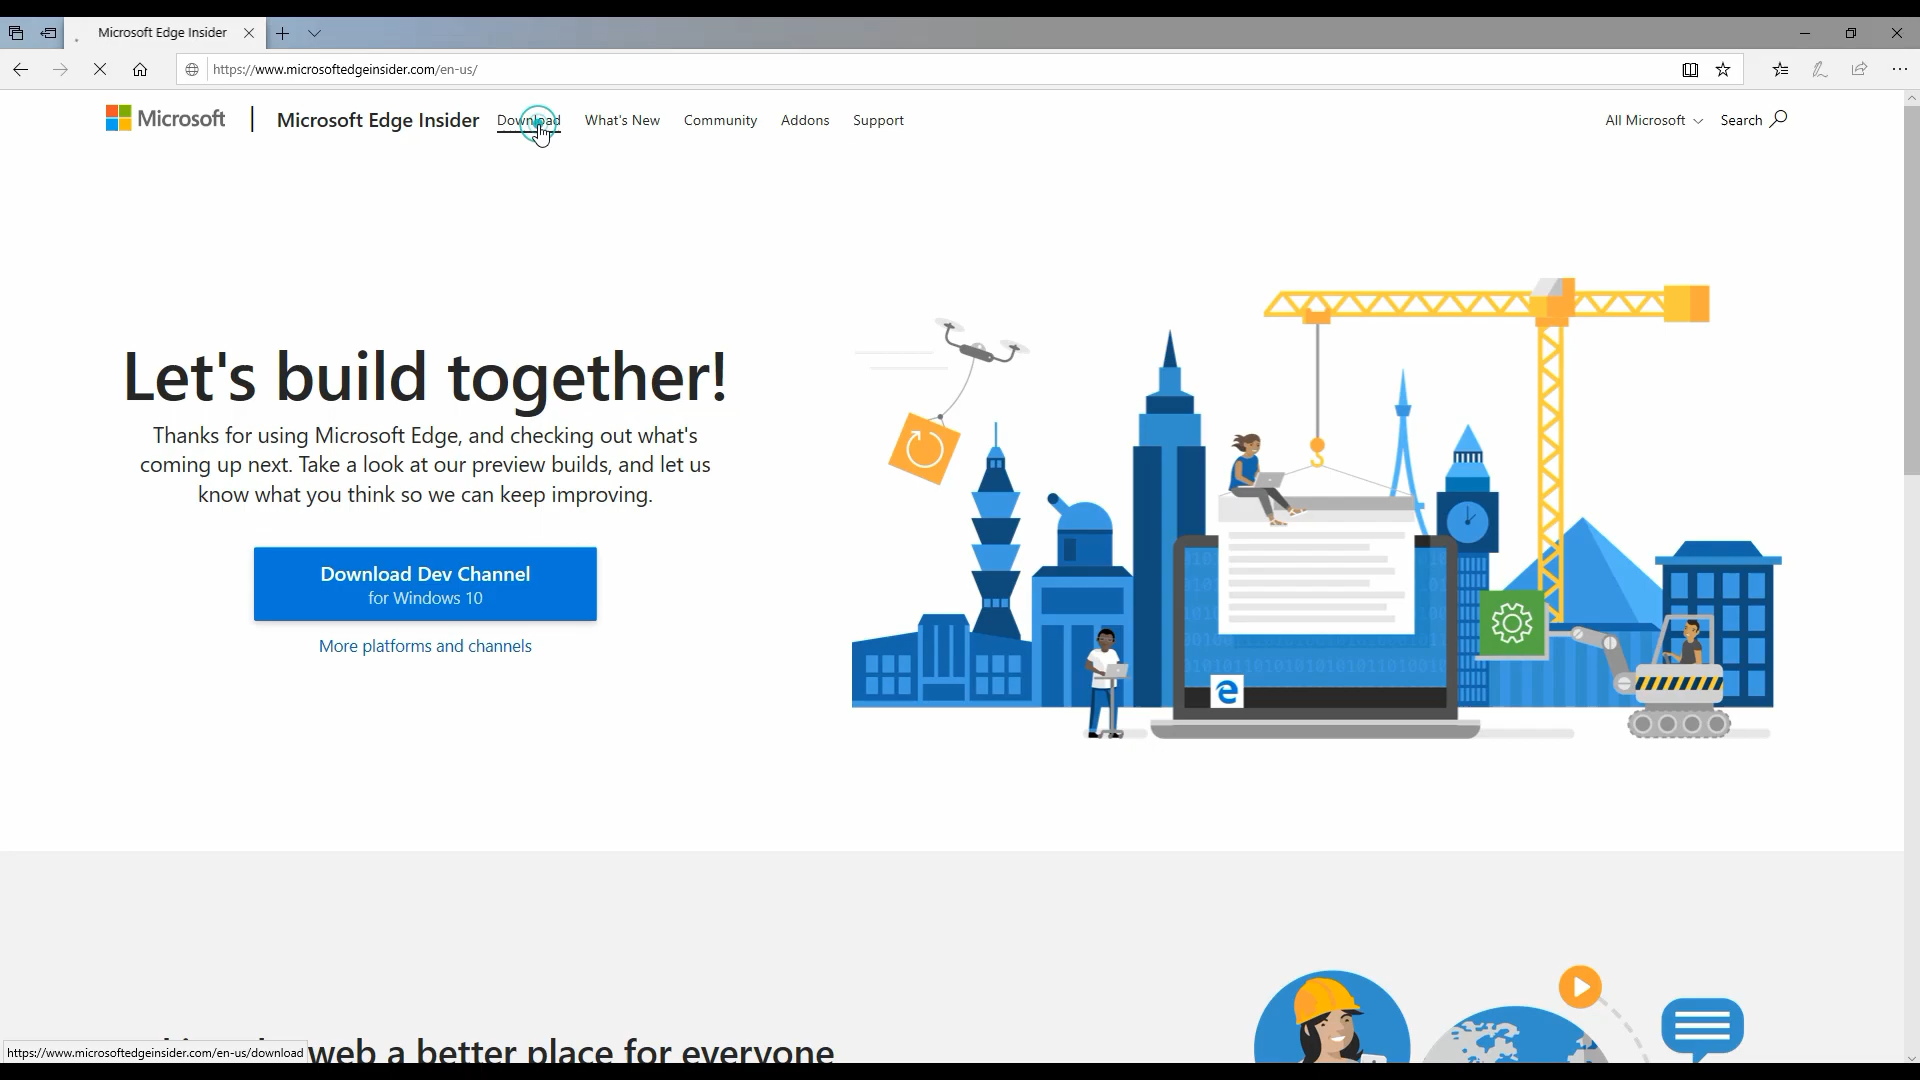 Microsoft Edge Insider
https://www.microsoftedgeinsider.com/en-us/
Microsoft
Microsoft Edge Insider
Download
What's New
Community
Addons
Support
All Microsoft
Search
Let's build together!
Thanks for using Microsoft Edge, and checking out what's
coming up next. Take a look at our preview builds, and let us
know what you think so we can keep improving.
Download Dev Channel
for Windows 10
More platforms and channels
web a better place for everyone
https://www.microsoftedgeinsider.com/en-us/download